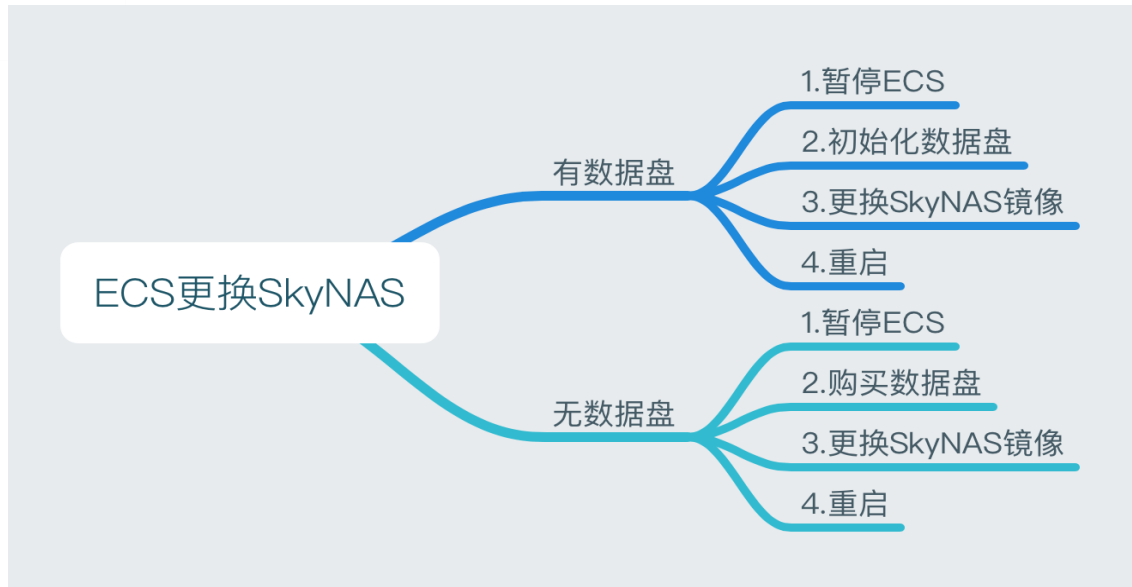 ECS更换SkyNAS
有数据盘
1.暂停ECS
2.初始化数据盘
3.更换SkyNAS镜像
4.重启
无数据盘
1.暂停ECS
2.购买数据盘
3.更换SkyNAS镜像
4.重启